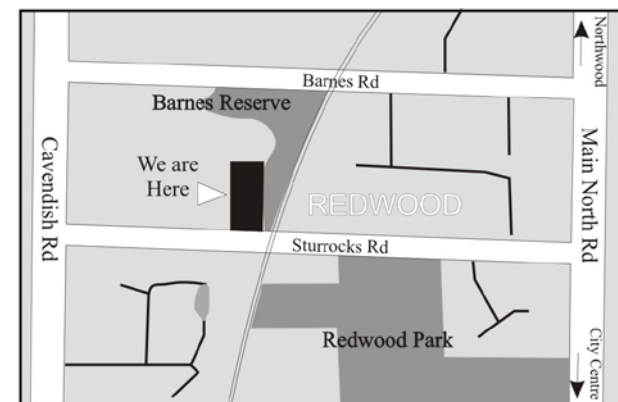 Northwood
Barnes Rd
Barnes Reserve
Cavendish Rd
We are
Here
REDWOOD
Main North Rd
Sturrocks Rd
Redwood Park
City Centre